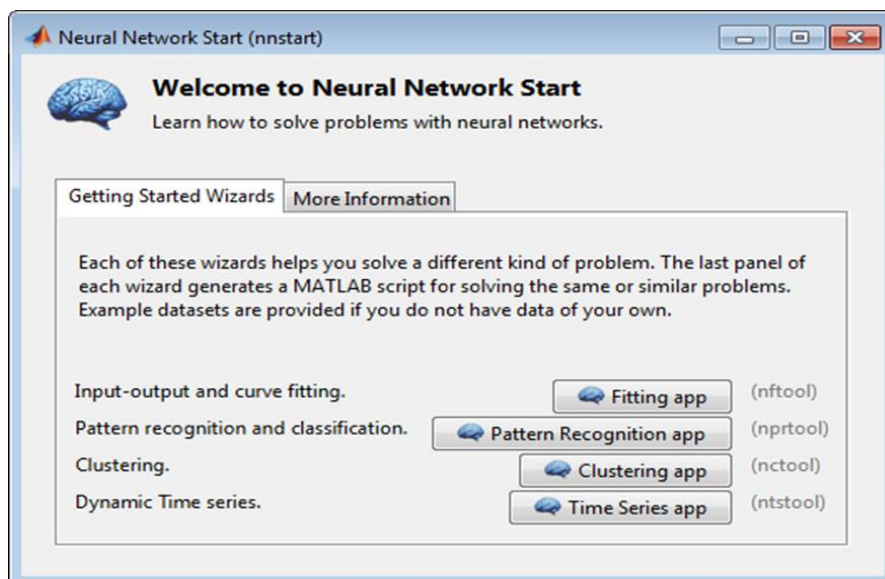 Neural Network Start (nnstart)
Welcome to Neural Network Start
Learn how to solve problems with neural networks.
Getting Started Wizards More Information
Each of these wizards helps you solve a different kind of problem. The last panel of
each wizard generates a MATLAB script for solving the same or similar problems.
Example datasets are provided if you do not have data of your own.
Input-output and curve fitting. Fitting app (nftool)
Pattern recognition and classification. Pattern Recognition app (nprtool)
Clustering. Clustering app (nctool)
Dynamic Time series. Time Series app (ntstool)